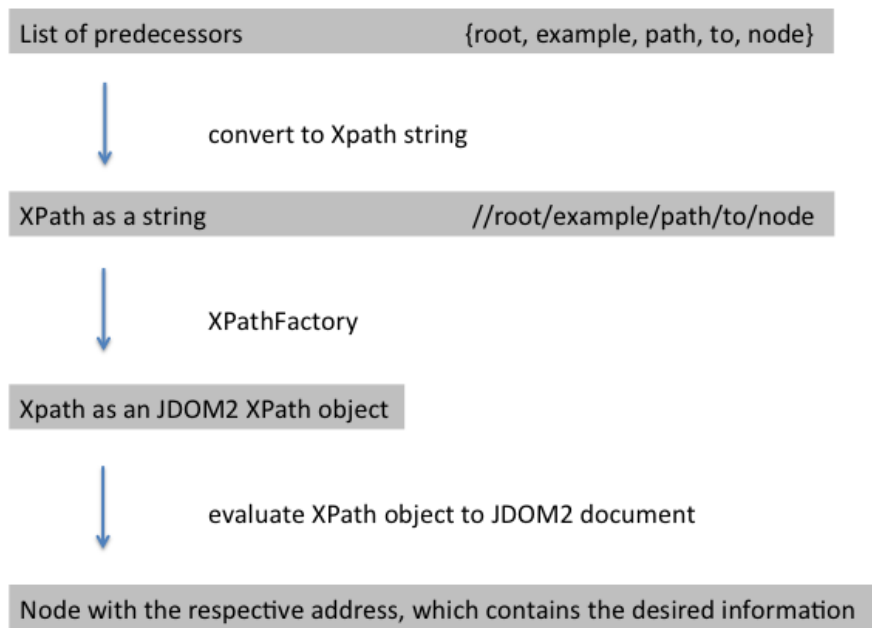 List of predecessors {root, example, path, to, node}
convert to Xpath string
XPath as a string //root/example/path/to/node
XPathFactory
Xpath as an JDOM2 XPath object
evaluate XPath object to JDOM2 document
Node with the respective address, which contains the desired information